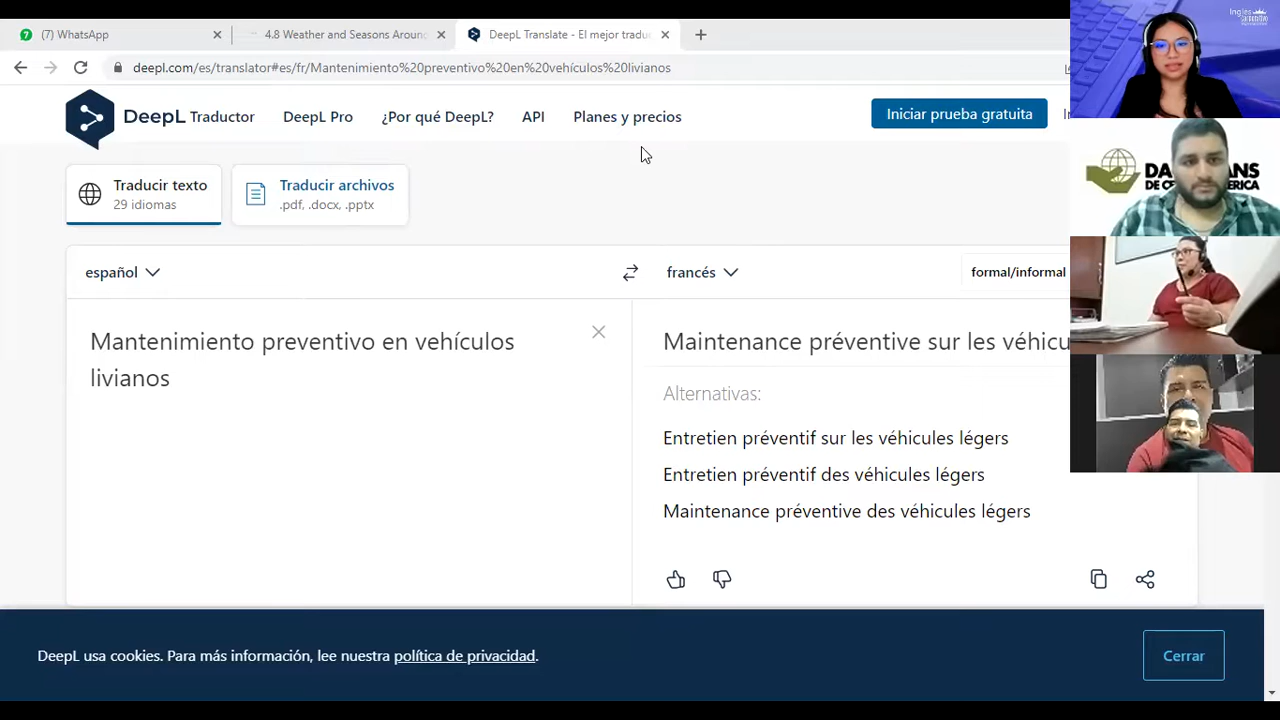 (7) WhatsApp
4.8 Weather and Seasons Aroun
DeepL Translate - El mejor tradu
deepl.com/es/translator#es/fr/Mantenimiento%20preventivo%20en%20vehículos%20livianos
DeepL Traductor
DeepL Pro
¿Por qué DeepL?
API
Planes y precios
Iniciar prueba gratuita
Traducir texto
29 idiomas
Traducir archivos
.pdf, .docx, .pptx
español
francés
formal/informal
Mantenimiento preventivo en vehículos
livianos
Maintenance préventive sur les véhicu
Alternativas:
Entretien préventif sur les véhicules légers
Entretien préventif des véhicules légers
Maintenance préventive des véhicules légers
DeepL usa cookies. Para más información, lee nuestra política de privacidad.
Cerrar
Ingles
DE C
ERICA